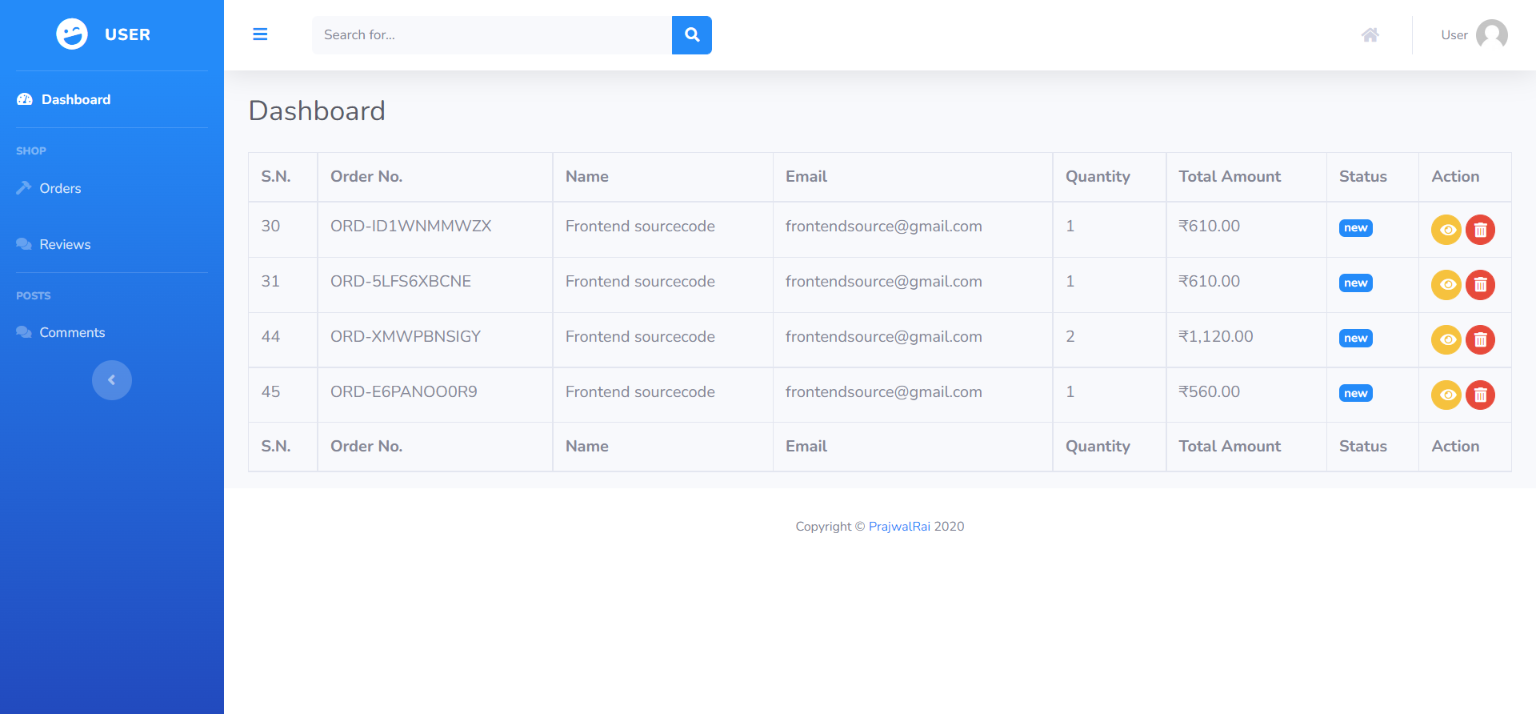 USER
Search for...
User
Dashboard
SHOP
Orders
Reviews
POSTS
Comments
Dashboard
S.N. Order No. Name Email Quantity Total Amount Status Action
30 ORD-ID1WNMMWZX Frontend sourcecode frontendsource@gmail.com 1 ₹610.00 new
31 ORD-5LFS6XBCNE Frontend sourcecode frontendsource@gmail.com 1 ₹610.00 new
44 ORD-XMWPBNSIGY Frontend sourcecode frontendsource@gmail.com 2 ₹1,120.00 new
45 ORD-E6PANOO0R9 Frontend sourcecode frontendsource@gmail.com 1 ₹560.00 new
S.N. Order No. Name Email Quantity Total Amount Status Action
Copyright © PrajwalRai 2020